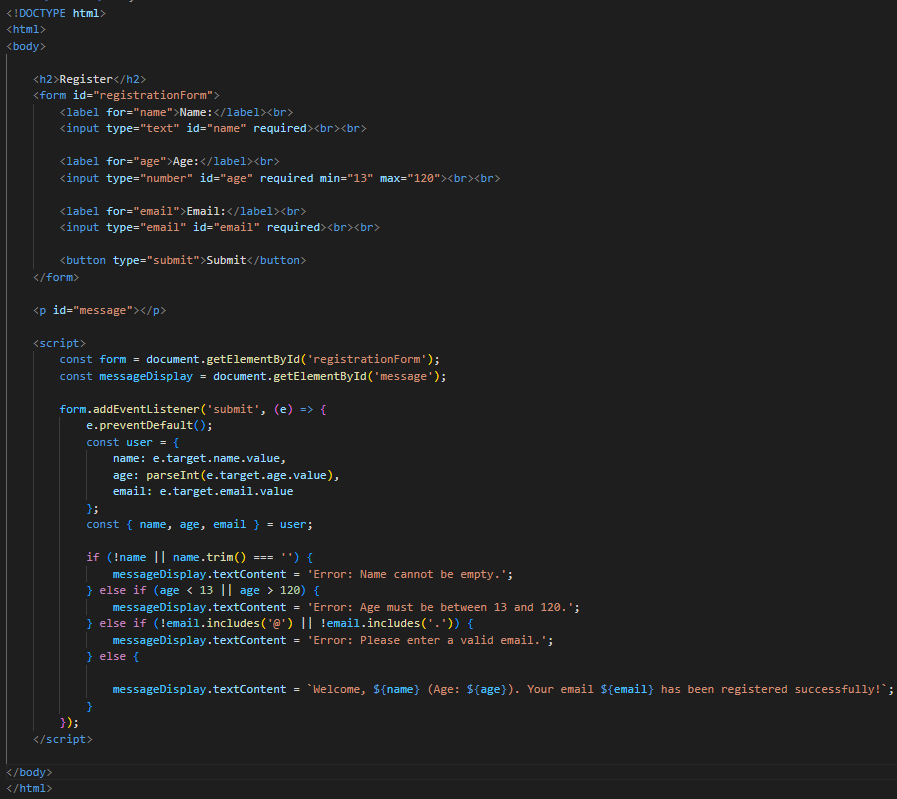 <!DOCTYPE html>
<html>
<body>
<h2>Register</h2>
<form id="registrationForm">
<label for="name">Name:</label><br>
<input type="text" id="name" required><br><br>
<label for="age">Age:</label><br>
<input type="number" id="age" required min="13" max="120"><br><br>
<label for="email">Email:</label><br>
<input type="email" id="email" required><br><br>
<button type="submit">Submit</button>
</form>
<p id="message"></p>
<script>
const form = document.getElementById('registrationForm');
const messageDisplay = document.getElementById('message');
form.addEventListener('submit', (e) => {
e.preventDefault();
const user = {
name: e.target.name.value,
age: parseInt(e.target.age.value),
email: e.target.email.value
};
const { name, age, email } = user;
if (!name || name.trim() === '') {
messageDisplay.textContent = 'Error: Name cannot be empty.';
} else if (age < 13 || age > 120) {
messageDisplay.textContent = 'Error: Age must be between 13 and 120.';
} else if (!email.includes('@') || !email.includes('.')) {
messageDisplay.textContent = 'Error: Please enter a valid email.';
} else {
messageDisplay.textContent = `Welcome, ${name} (Age: ${age}). Your email ${email} has been registered successfully!`;
}
});
</script>
</body>
</html>